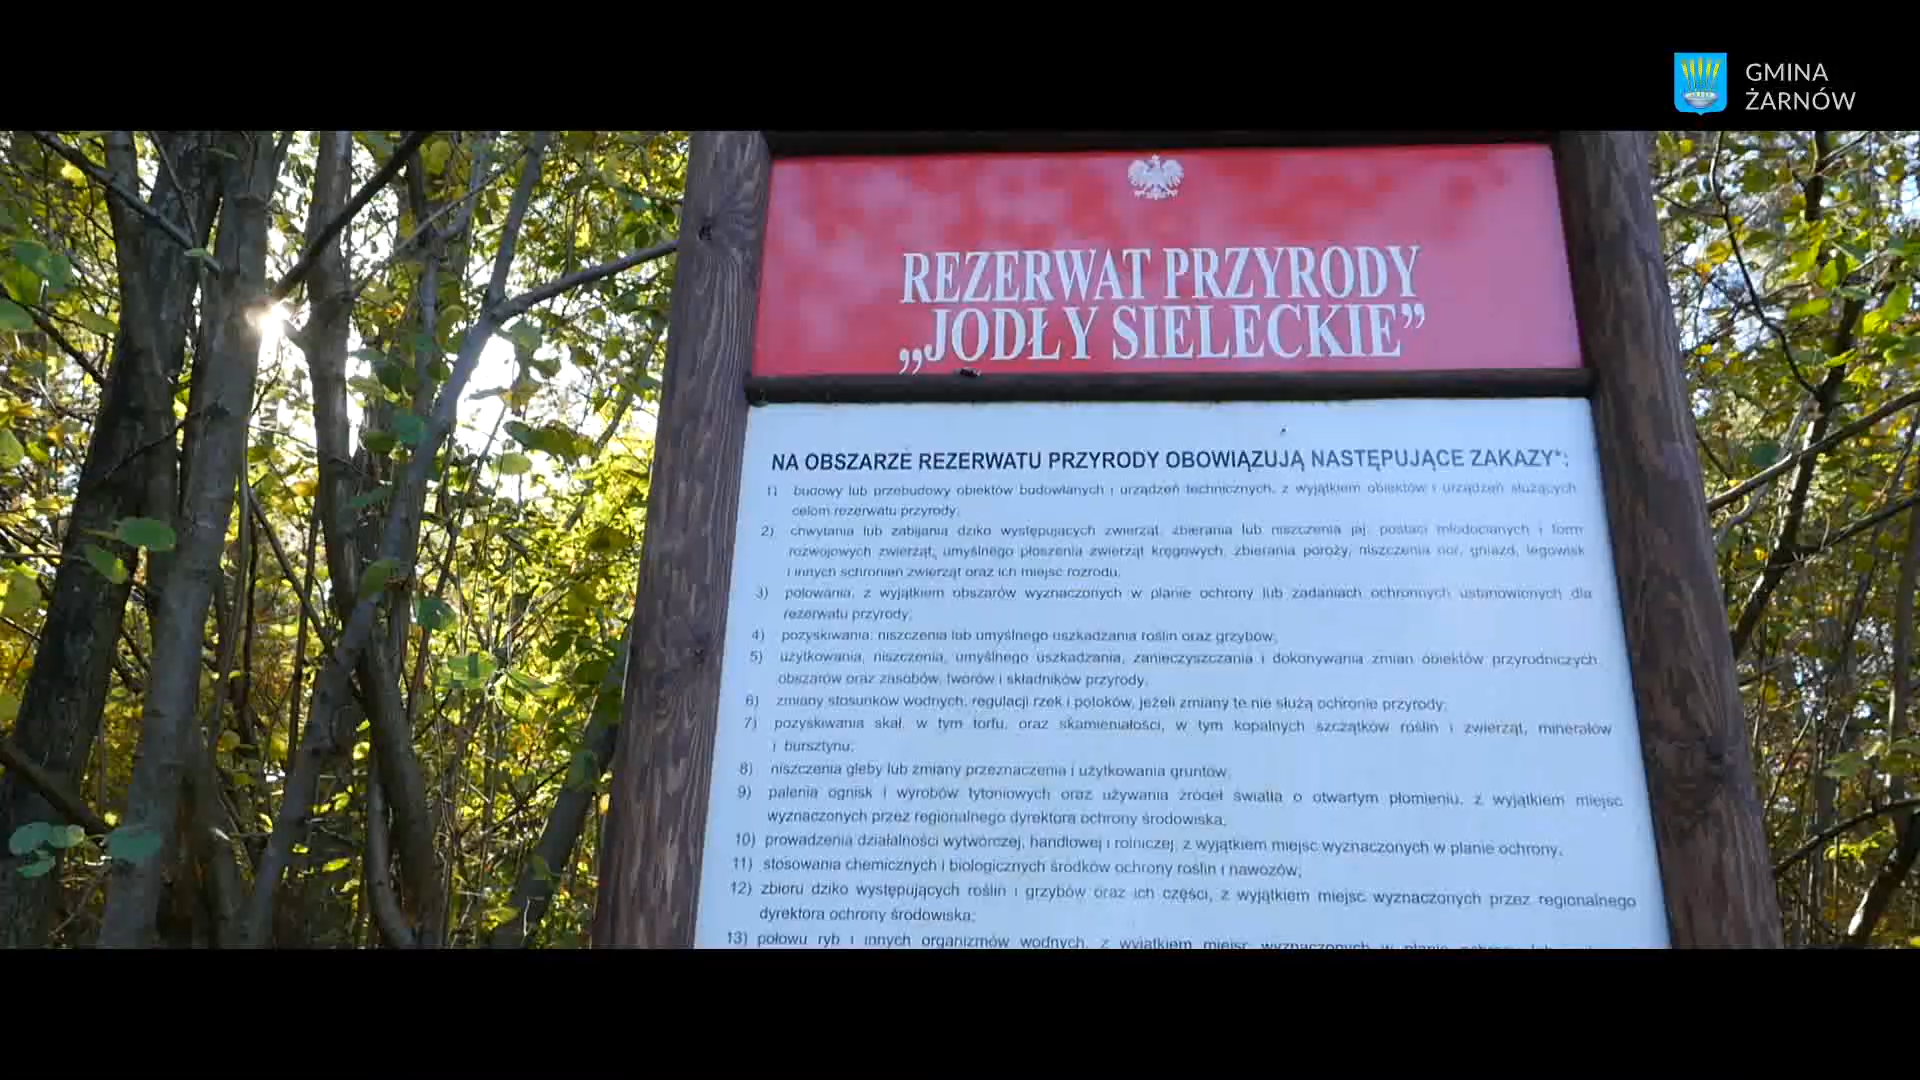 GMINA
ŻARNÓW
REZERWAT PRZYRODY
„JODŁY SIELECKIE”
NA OBSZARZE REZERWATU PRZYRODY OBOWIĄZUJĄ NASTĘPUJĄCE ZAKAZY*:
1) budowy lub przebudowy obiektów budowlanych i urządzeń technicznych, z wyjątkiem obiektów i urządzeń służących
celom rezerwatu przyrody;
2) chwytania lub zabijania dziko występujących zwierząt, zbierania lub niszczenia jaj, postaci młodocianych i form
rozwojowych zwierząt, umyślnego płoszenia zwierząt kręgowych, zbierania poroży, niszczenia nor, gniazd, legowisk
i innych schronień zwierząt oraz ich miejsc rozrodu;
3) polowania, z wyjątkiem obszarów wyznaczonych w planie ochrony lub zadaniach ochronnych ustanowionych dla
rezerwatu przyrody;
4) pozyskiwania, niszczenia lub umyślnego uszkadzania roślin oraz grzybów;
5) użytkowania, niszczenia, umyślnego uszkadzania, zanieczyszczania i dokonywania zmian obiektów przyrodniczych,
obszarów oraz zasobów, tworów i składników przyrody;
6) zmiany stosunków wodnych, regulacji rzek i potoków, jeżeli zmiany te nie służą ochronie przyrody;
7) pozyskiwania skał, w tym torfu, oraz skamieniałości, w tym kopalnych szczątków roślin i zwierząt, minerałów
i bursztynu;
8) niszczenia gleby lub zmiany przeznaczenia i użytkowania gruntów;
9) palenia ognisk i wyrobów tytoniowych oraz używania źródeł światła o otwartym płomieniu, z wyjątkiem miejsc
wyznaczonych przez regionalnego dyrektora ochrony środowiska;
10) prowadzenia działalności wytwórczej, handlowej i rolniczej, z wyjątkiem miejsc wyznaczonych w planie ochrony;
11) stosowania chemicznych i biologicznych środków ochrony roślin i nawozów;
12) zbioru dziko występujących roślin i grzybów oraz ich części, z wyjątkiem miejsc wyznaczonych przez regionalnego
dyrektora ochrony środowiska;
13) połowu ryb i innych organizmów wodnych, z wyjątkiem miejsc wyznaczonych w planie